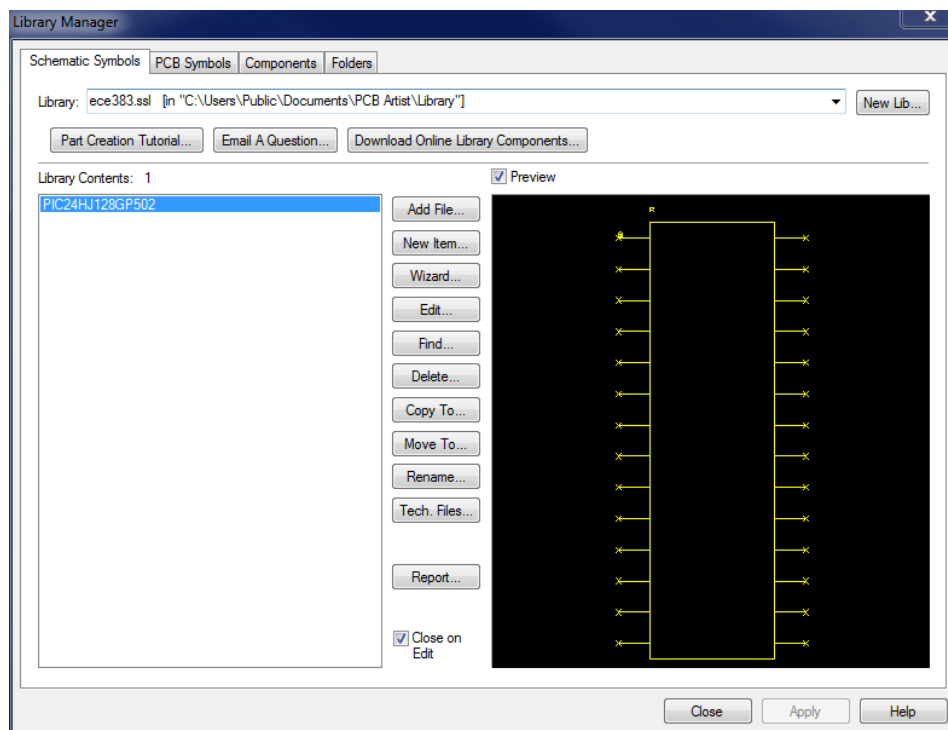 Library Manager
X
Schematic Symbols PCB Symbols Components Folders
Library: ece383.ssl [in "C:\Users\Public\Documents\PCB Artist\Library"] New Lib...
Part Creation Tutorial... Email A Question... Download Online Library Components...
Library Contents: 1 Preview
PIC24HJ128GP502
Add File...
New Item...
Wizard...
Edit...
Find...
Delete...
Copy To...
Move To...
Rename...
Tech. Files...
Report...
Close on
Edit
R
Close Apply Help